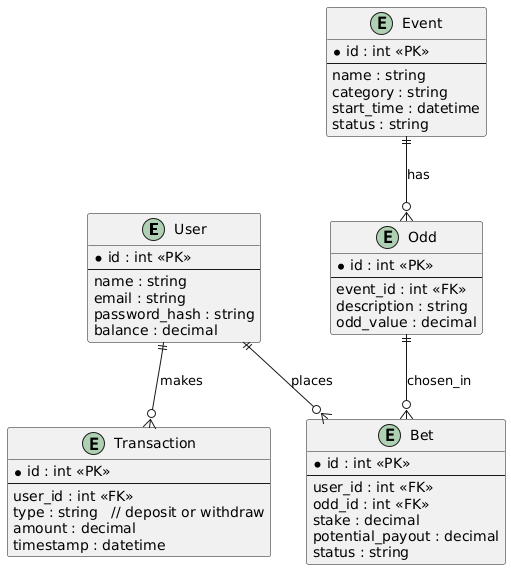 E Event
* id : int «PK»
name : string
category : string
start_time : datetime
status : string
has
E User
* id : int «PK»
name : string
email : string
password_hash : string
balance : decimal
E Odd
* id : int «PK»
event_id : int «FK»
description : string
odd_value : decimal
makes
places
chosen_in
E Transaction
* id : int «PK»
user_id : int «FK»
type : string   // deposit or withdraw
amount : decimal
timestamp : datetime
E Bet
* id : int «PK»
user_id : int «FK»
odd_id : int «FK»
stake : decimal
potential_payout : decimal
status : string